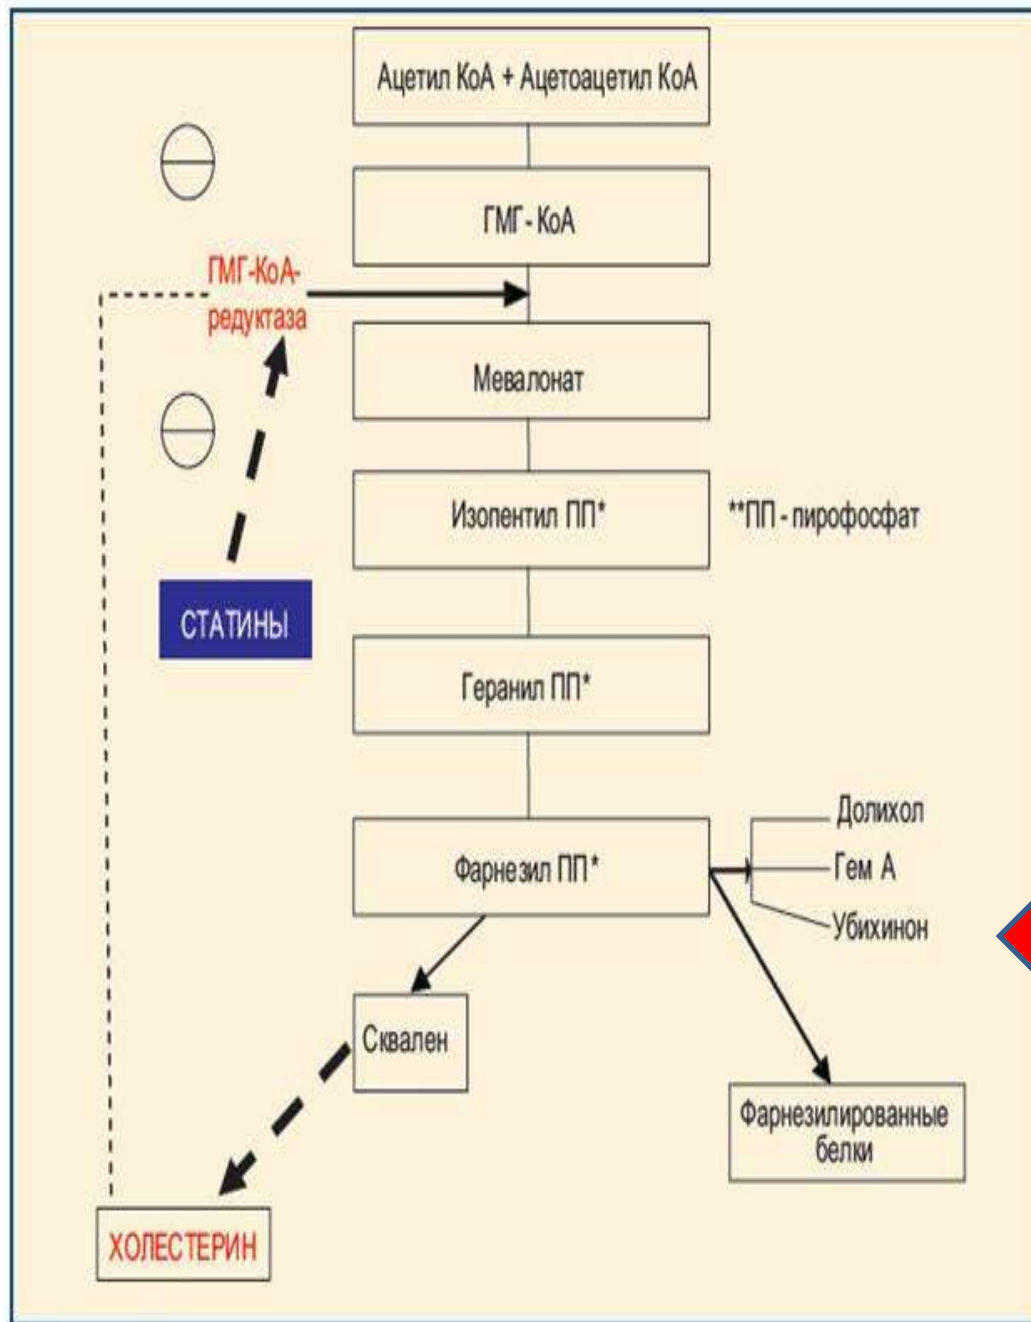 Ацетил КоА + Ацетоацетил КоА
ГМГ - КоА
ГМГ-КоА-
редуктаза
Мевалонат
Изопентил ПП*
**ПП - пирофосфат
СТАТИНЫ
Геранил ПП*
Фарнезил ПП*
Долихол
Гем А
Убихинон
Сквален
Фарнезилированные
белки
ХОЛЕСТЕРИН